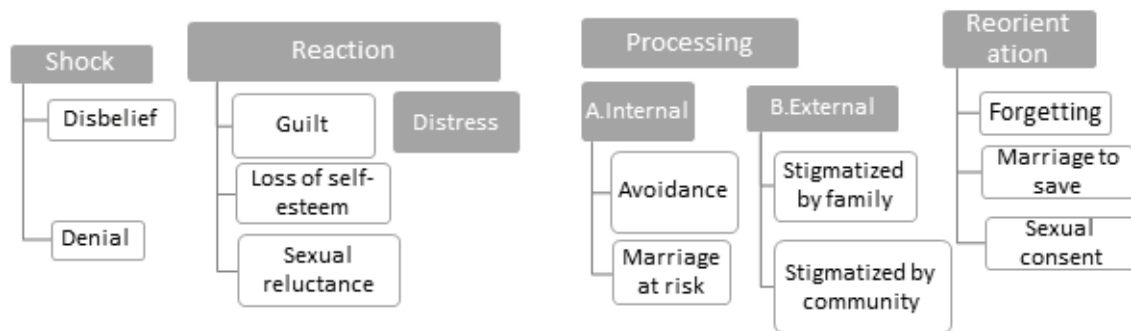 Shock
Disbelief
Denial
Reaction
Guilt
Distress
Loss of self-
esteem
Sexual
reluctance
Processing
A.Internal
Avoidance
Marriage
at risk
B.External
Stigmatized
by family
Stigmatized by
community
Reorient
ation
Forgetting
Marriage to
save
Sexual
consent